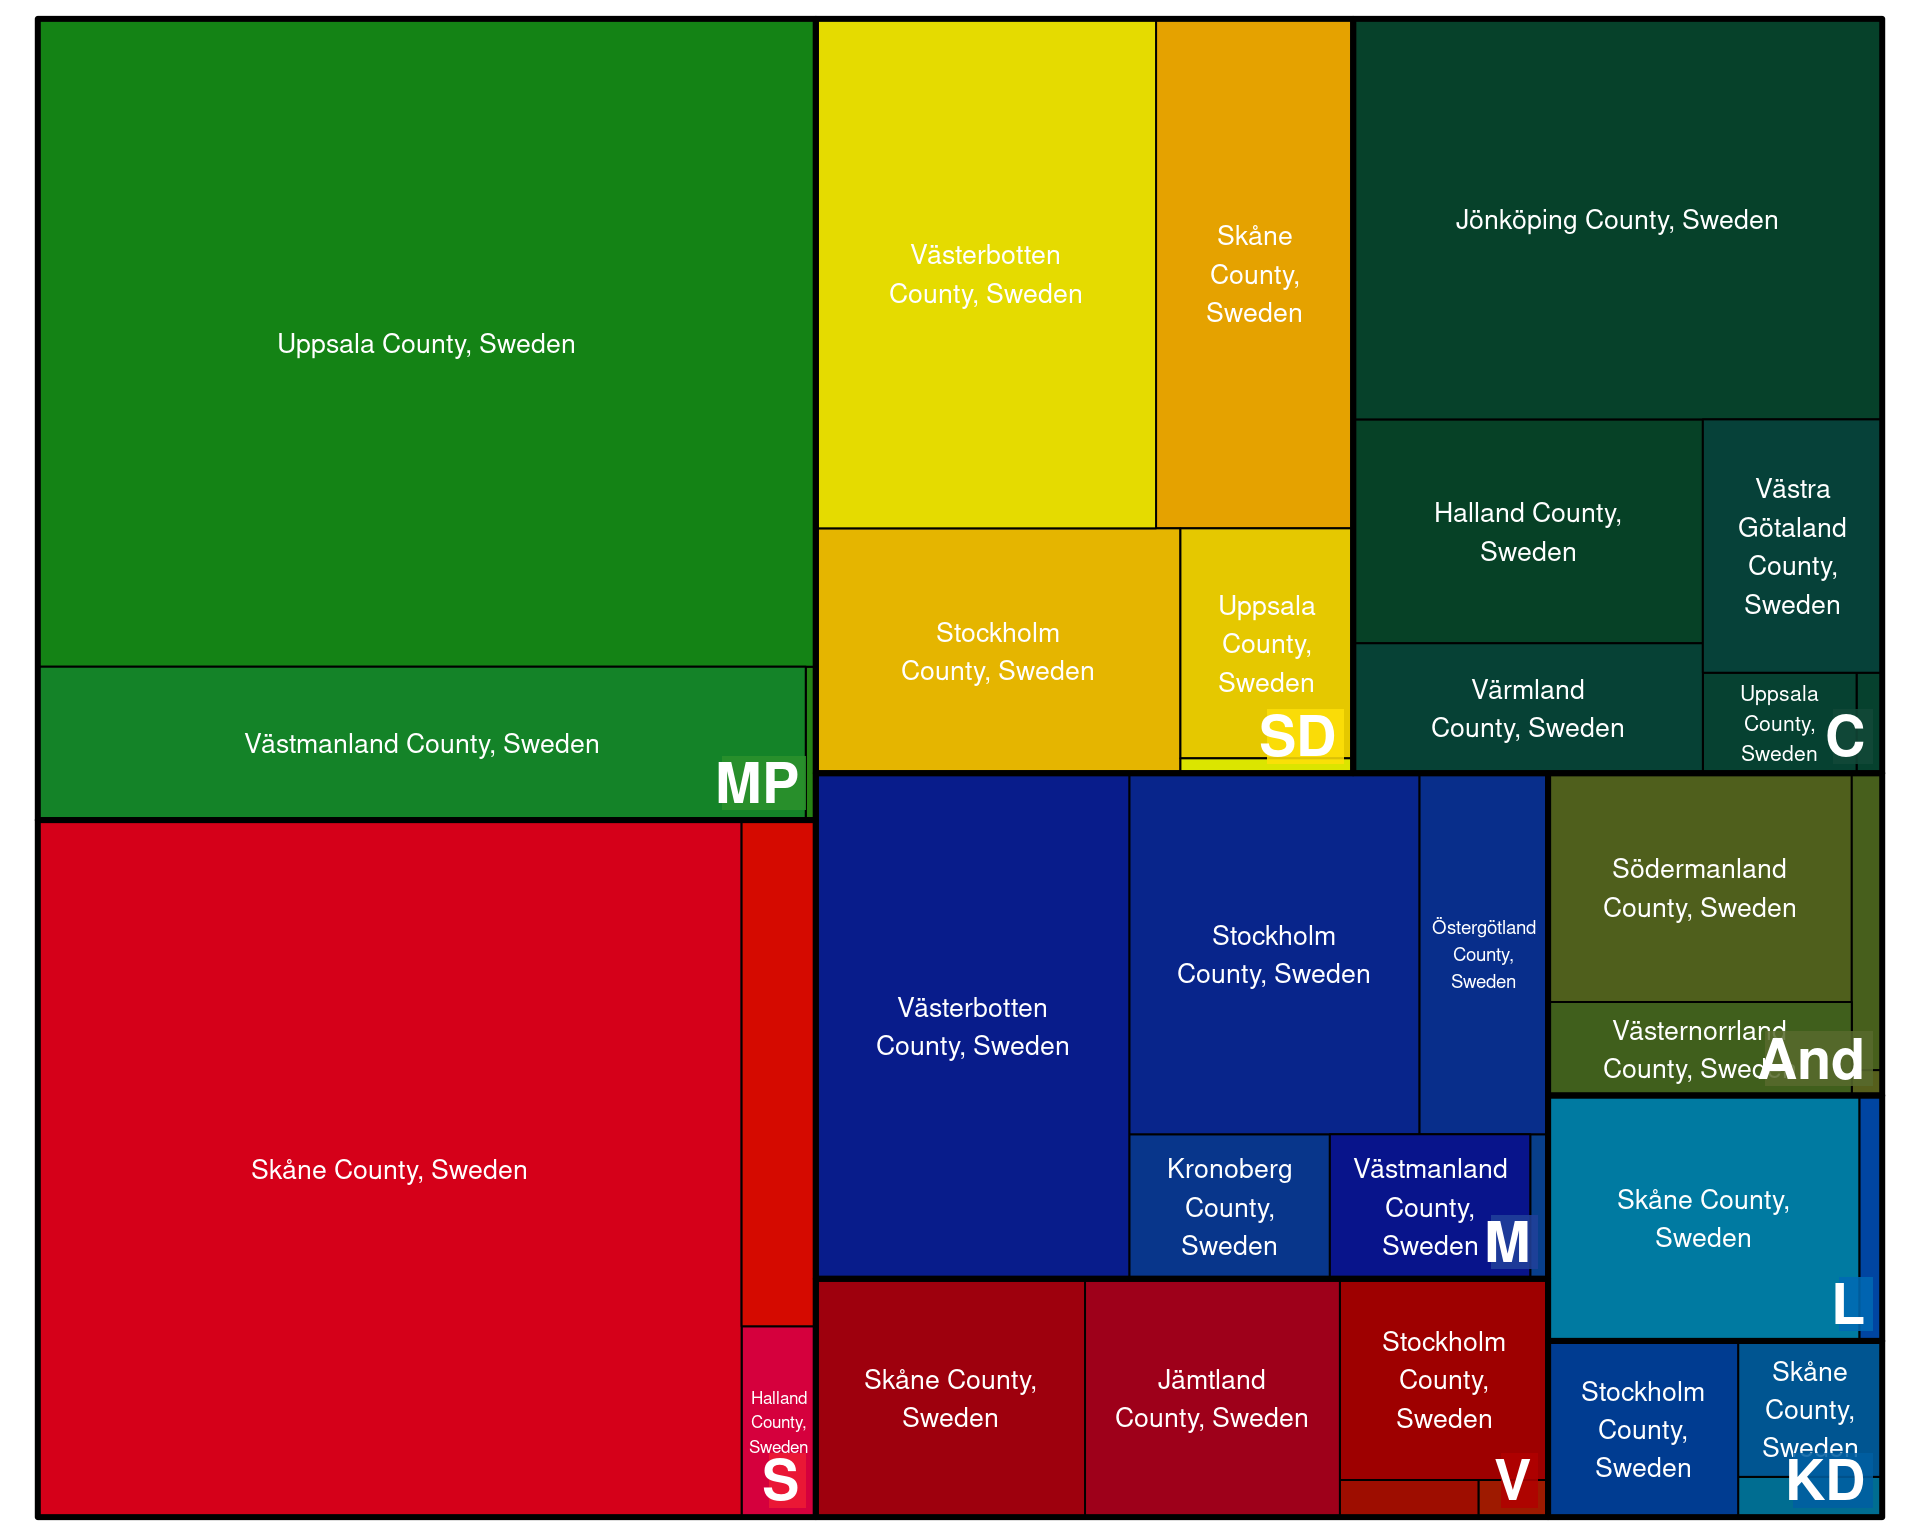 Uppsala County, Sweden
Västmanland County, Sweden
MP
Skåne County, Sweden
Halland
County,
Sweden
S
Västerbotten
County, Sweden
Skåne
County,
Sweden
Stockholm
County, Sweden
Uppsala
County,
Sweden
SD
Jönköping County, Sweden
Halland County,
Sweden
Västra
Götaland
County,
Sweden
Värmland
County, Sweden
Uppsala
County,
Sweden
C
Västerbotten
County, Sweden
Stockholm
County, Sweden
Östergötland
County,
Sweden
Kronoberg
County,
Sweden
Västmanland
County,
Sweden
M
Södermanland
County, Sweden
Västernorrland
County, Sweden
And
Skåne County,
Sweden
L
Skåne County,
Sweden
Jämtland
County, Sweden
Stockholm
County,
Sweden
V
Stockholm
County,
Sweden
Skåne
County,
Sweden
KD